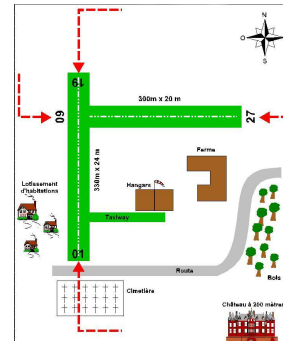 N
O
E
S
19
300m x 20 m
09
27
330m x 24 m
Ferme
Hangars
Lotissement
d'habitations
Taxiway
01
Route
Bois
Cimetière
Château à 200 mètres